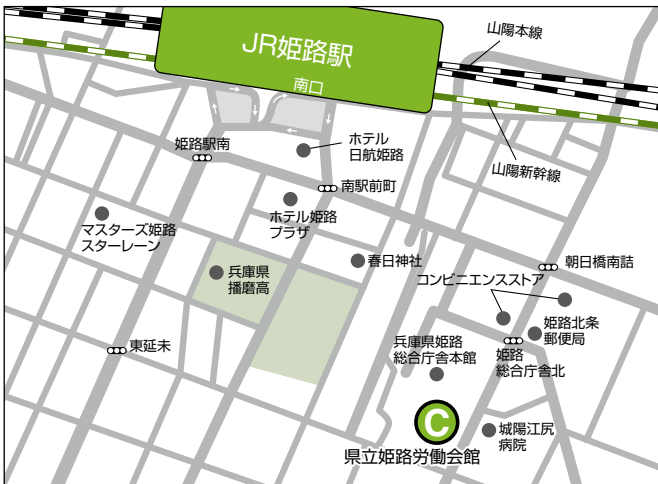 山陽本線
JR姫路駅
南口
姫路駅南
ホテル
日航姫路
山陽新幹線
南駅前町
マスターズ姫路
スターレーン
ホテル姫路
プラザ
朝日橋南詰
春日神社
兵庫県
播磨高
コンビニエンスストア
姫路北条
郵便局
東延末
兵庫県姫路
総合庁舎本館
姫路
総合庁舎北
C
城陽江尻
病院
県立姫路労働会館